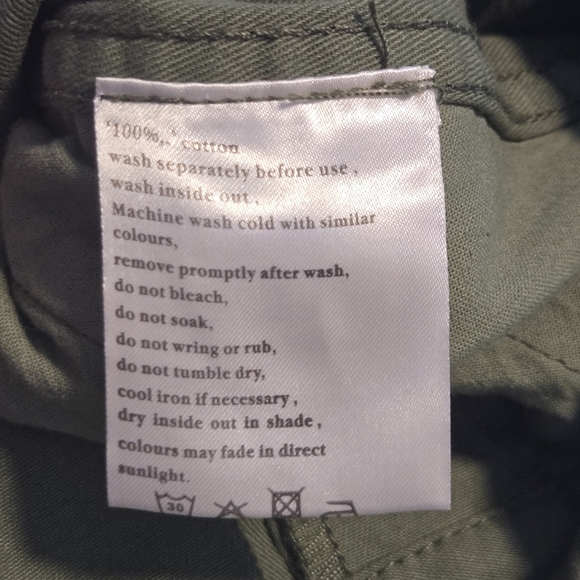 '100%,.' cotton
wash separately before use,
wash inside out,
Machine wash cold with similar
colours,
remove promptly after wash,
do not bleach,
do not soak,
do not wring or rub,
do not tumble dry,
cool iron if necessary,
dry inside out in shade,
colours may fade in direct
sunlight.
30